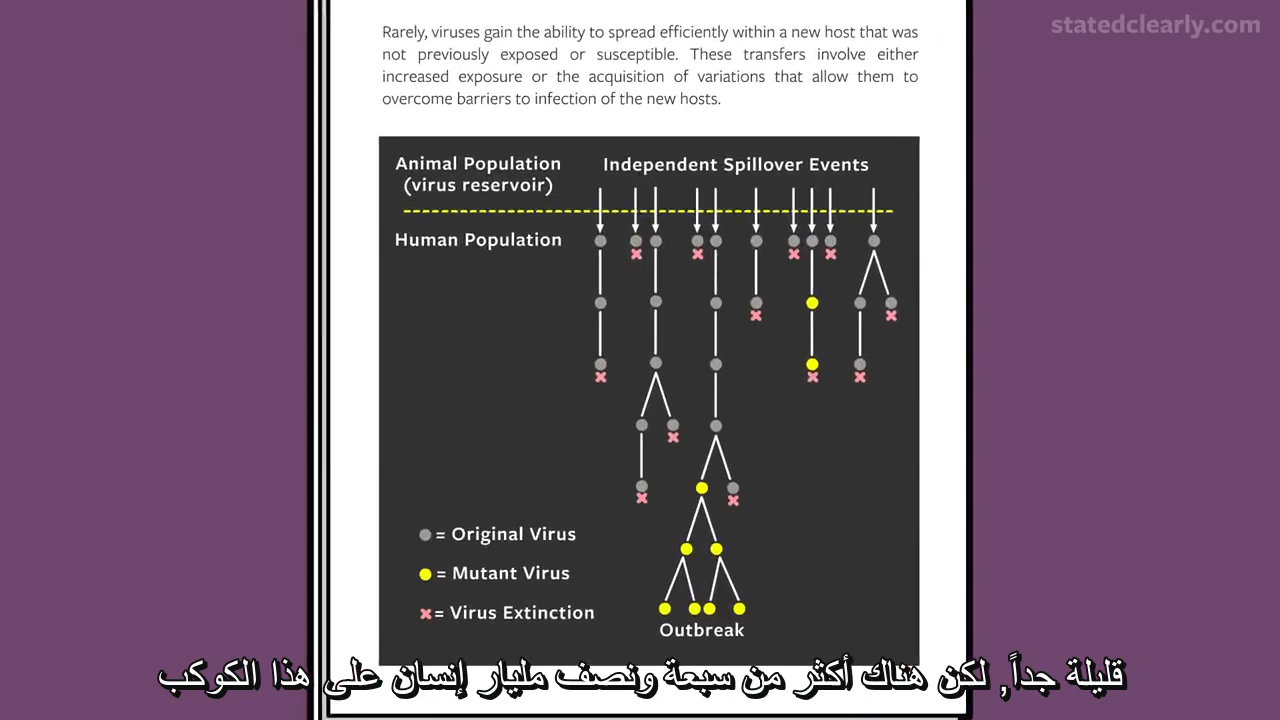 statedclearly.com
Rarely, viruses gain the ability to spread efficiently within a new host that was
not previously exposed or susceptible. These transfers involve either
increased exposure or the acquisition of variations that allow them to
overcome barriers to infection of the new hosts.
Animal Population
(virus reservoir)
Independent Spillover Events
Human Population
= Original Virus
= Mutant Virus
= Virus Extinction
Outbreak
قليلة جداً, لكن هناك أكثر من سبعة ونصف مليار إنسان على هذا الكوكب